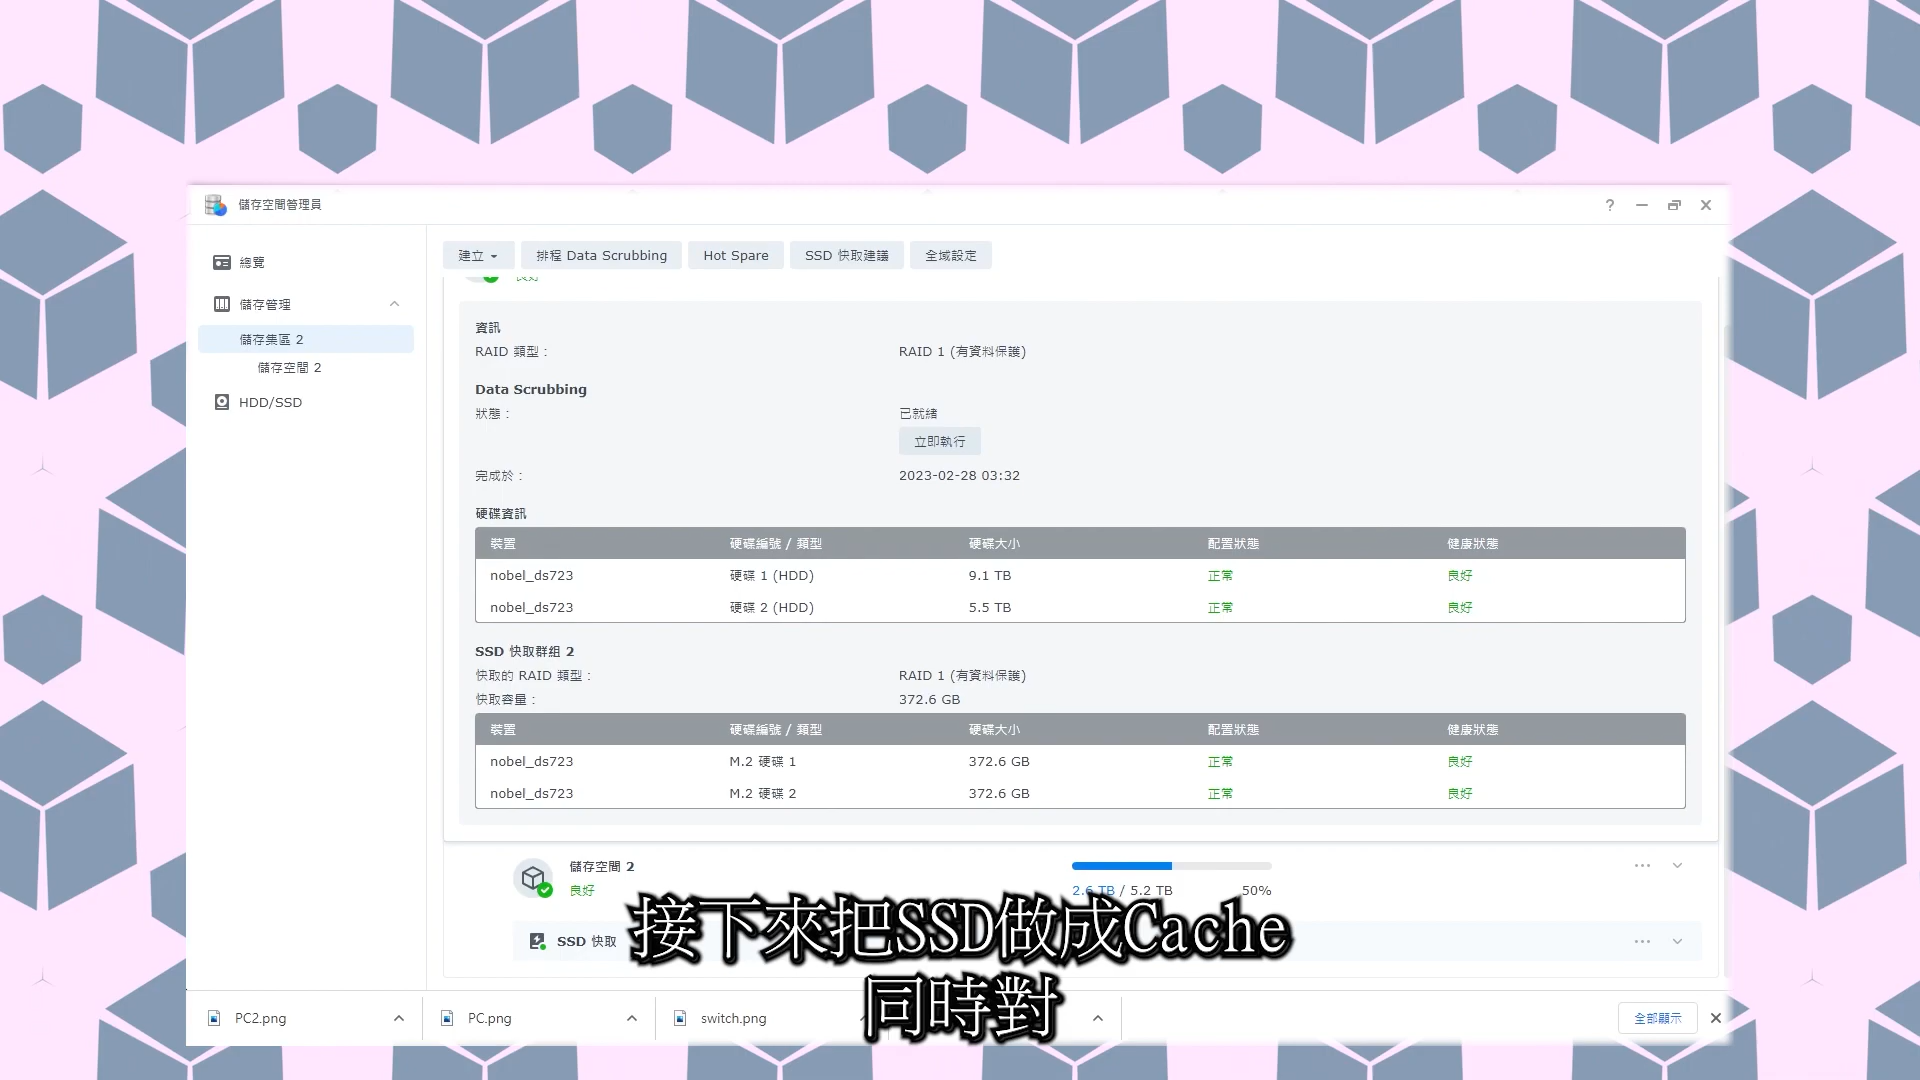 儲存空間管理員
總覽
儲存管理
儲存集區 2
儲存空間 2
HDD/SSD
建立 排程 Data Scrubbing Hot Spare SSD 快取建議 全域設定
良好
資訊
RAID 類型： RAID 1 (有資料保護)
Data Scrubbing
狀態： 已就緒
立即執行
完成於： 2023-02-28 03:32
硬碟資訊
裝置 硬碟編號 / 類型 硬碟大小 配置狀態 健康狀態
nobel_ds723 硬碟 1 (HDD) 9.1 TB 正常 良好
nobel_ds723 硬碟 2 (HDD) 5.5 TB 正常 良好
SSD 快取群組 2
快取的 RAID 類型： RAID 1 (有資料保護)
快取容量： 372.6 GB
裝置 硬碟編號 / 類型 硬碟大小 配置狀態 健康狀態
nobel_ds723 M.2 硬碟 1 372.6 GB 正常 良好
nobel_ds723 M.2 硬碟 2 372.6 GB 正常 良好
儲存空間 2
良好 2.6 TB / 5.2 TB 50%
SSD 快取
接下來把SSD做成Cache
同時對
PC2.png PC.png switch.png 全部顯示